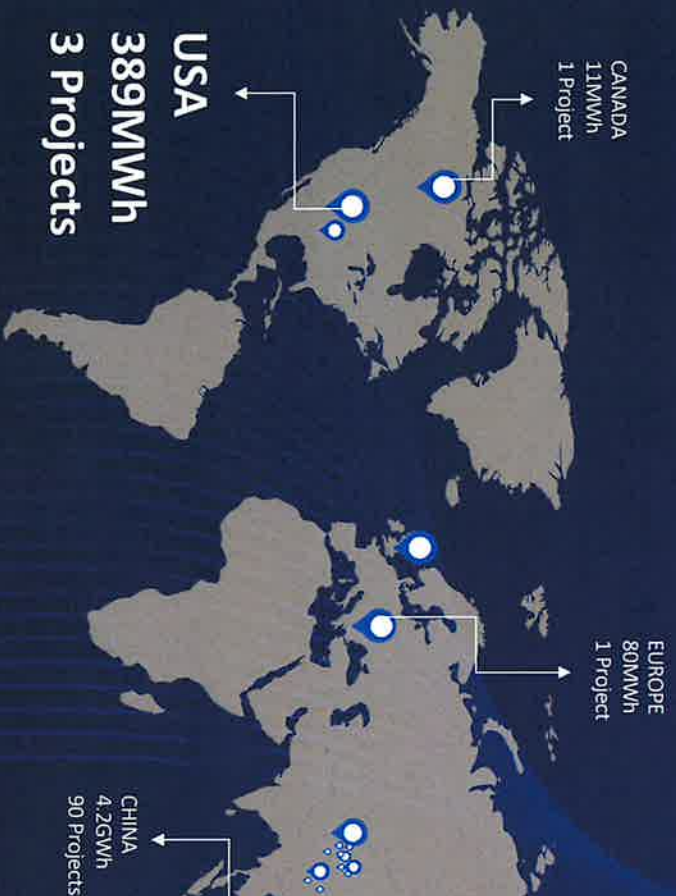 CANADA
11MWh
1 Project
EUROPE
80MWh
1 Project
USA
389MWh
3 Projects
CHINA
4.2GWh
90 Projects